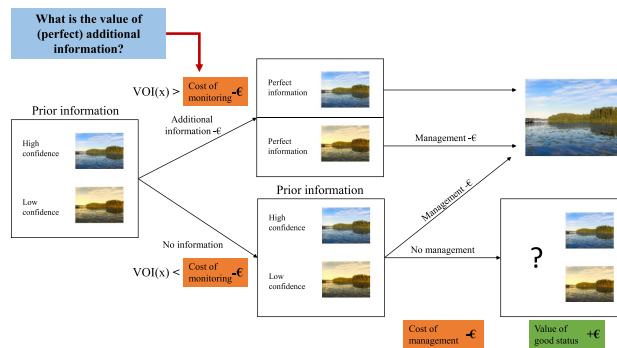 What is the value of
(perfect) additional
information?
VOI(x) >
Cost of
monitoring
-€
Prior information
High
confidence
Low
confidence
Additional
information -€
Perfect
information
Perfect
information
Management -€
Prior information
High
confidence
Low
confidence
Management -€
No information
No management
VOI(x) <
Cost of
monitoring
-€
?
Cost of
management
-€
Value of
good status
+€